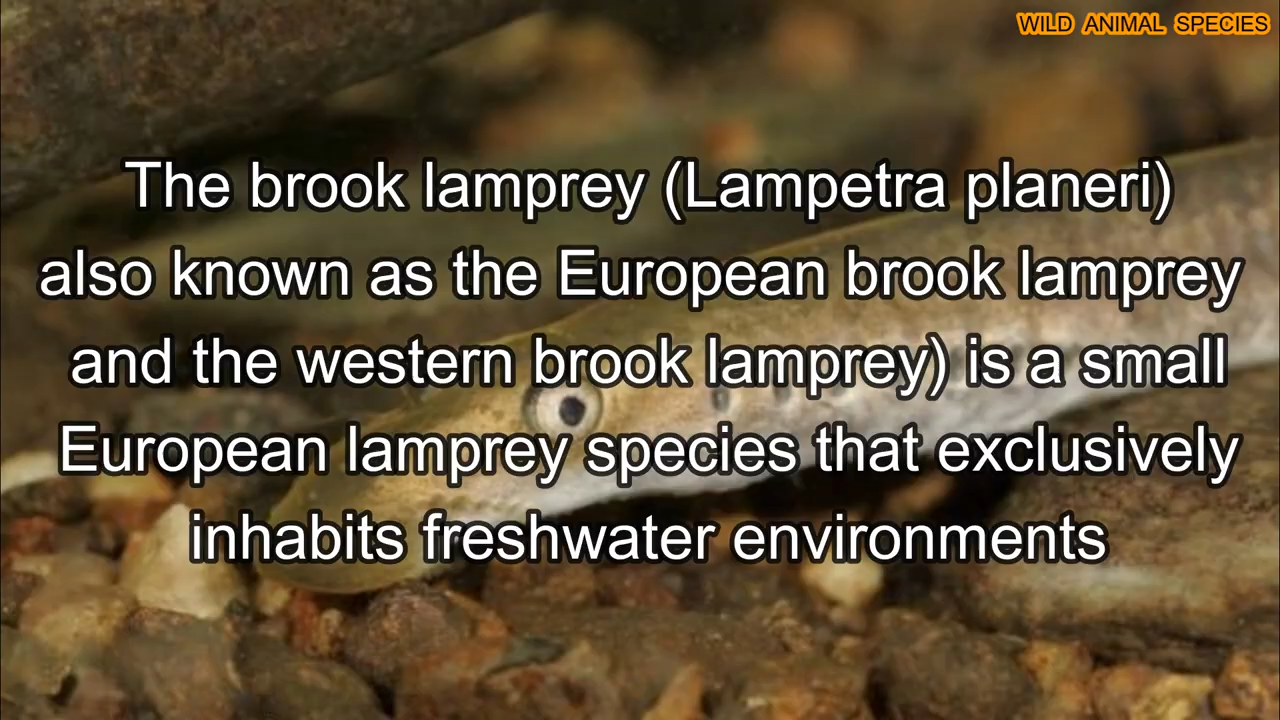 WILD ANIMAL SPECIES
The brook lamprey (Lampetra planeri)
also known as the European brook lamprey
and the western brook lamprey) is a small
European lamprey species that exclusively
inhabits freshwater environments